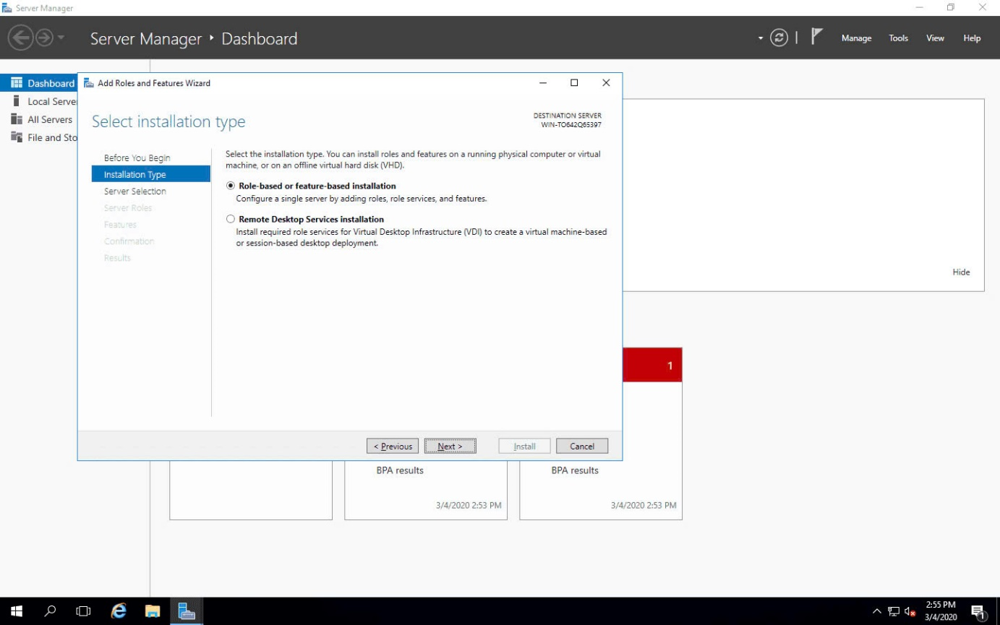 Server Manager
Server Manager ‣ Dashboard
Manage Tools View Help
Dashboard
Local Serve
All Servers
File and Sto
Add Roles and Features Wizard
Select installation type
DESTINATION SERVER
WIN-TO642Q65397
Before You Begin
Installation Type
Server Selection
Server Roles
Features
Confirmation
Results
Select the installation type. You can install roles and features on a running physical computer or virtual
machine, or on an offline virtual hard disk (VHD).
Role-based or feature-based installation
Configure a single server by adding roles, role services, and features.
Remote Desktop Services installation
Install required role services for Virtual Desktop Infrastructure (VDI) to create a virtual machine-based
or session-based desktop deployment.
< Previous Next > Install Cancel
Hide
1
BPA results
3/4/2020 2:53 PM
BPA results
3/4/2020 2:53 PM
2:55 PM
3/4/2020
1